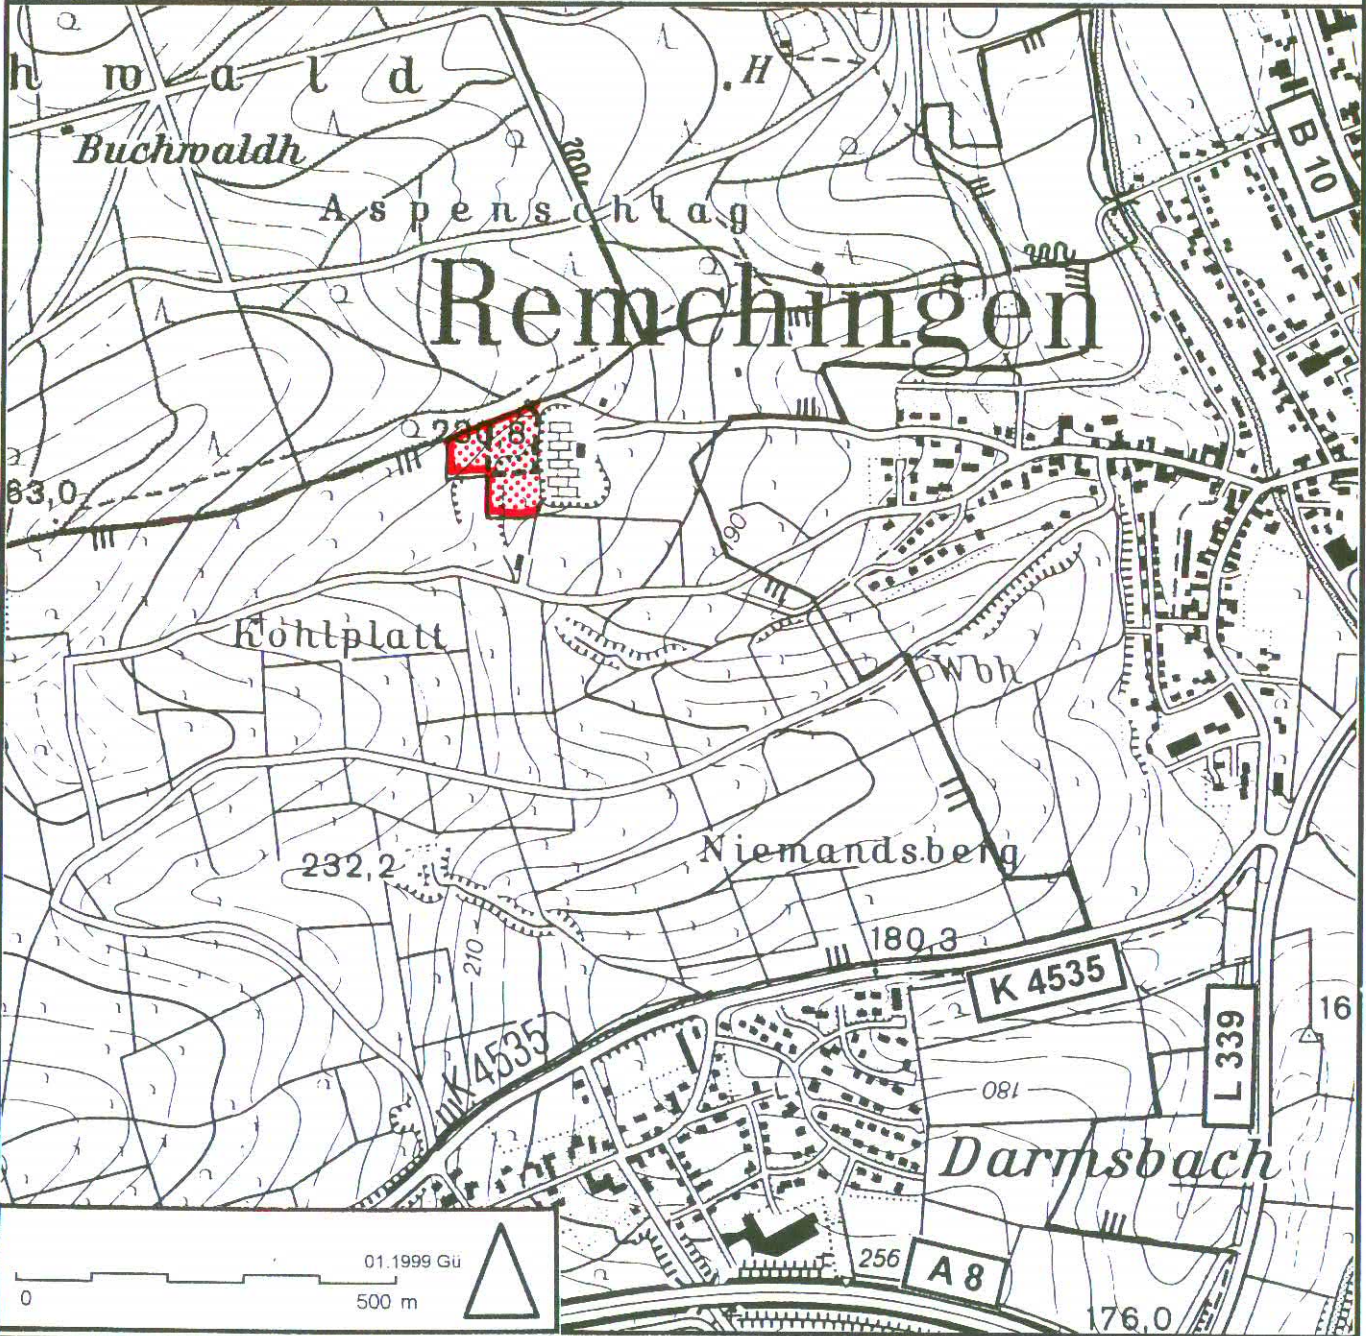 h w a l d
H
Buchwaldh
B 10
Aspenschlag
Remchingen
63,0
190
Kohlplatt
Wbh
Niemandsberg
232,2
210
180,3
K 4535
K 4535
L 339
16
180
Darmsbach
01.1999 Gü
0
500 m
256
A 8
176,0